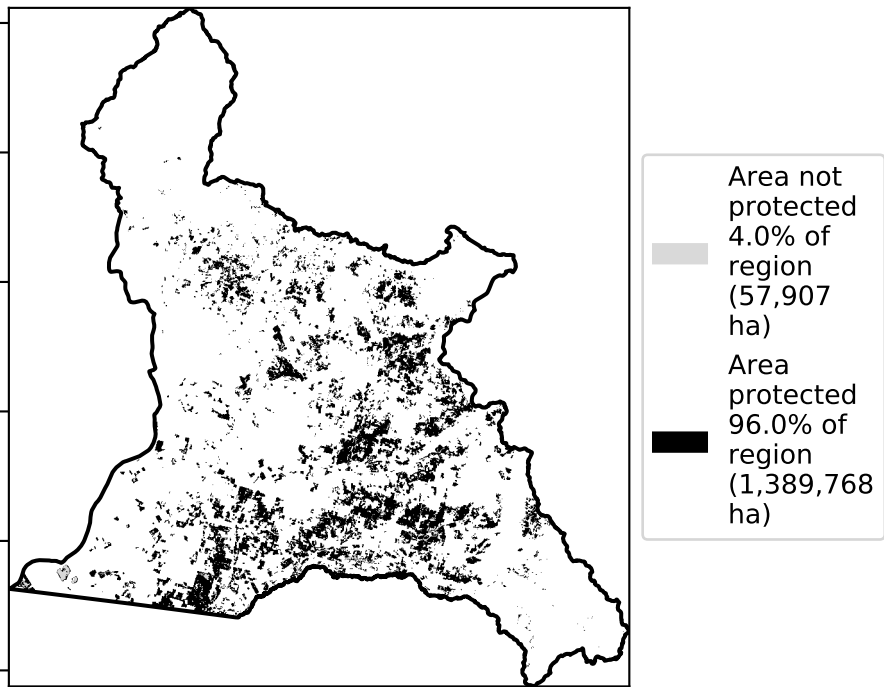 Area not
protected
4.0% of
region
(57,907
ha)
Area
protected
96.0% of
region
(1,389,768
ha)